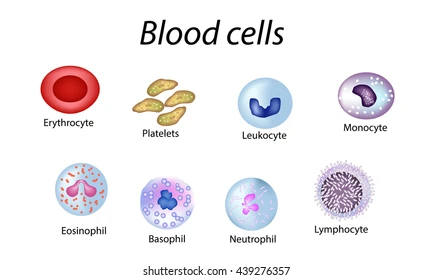 Blood cells
Erythrocyte
Platelets
Leukocyte
Monocyte
Eosinophil
Basophil
Neutrophil
Lymphocyte
shutterstock.com · 439276357